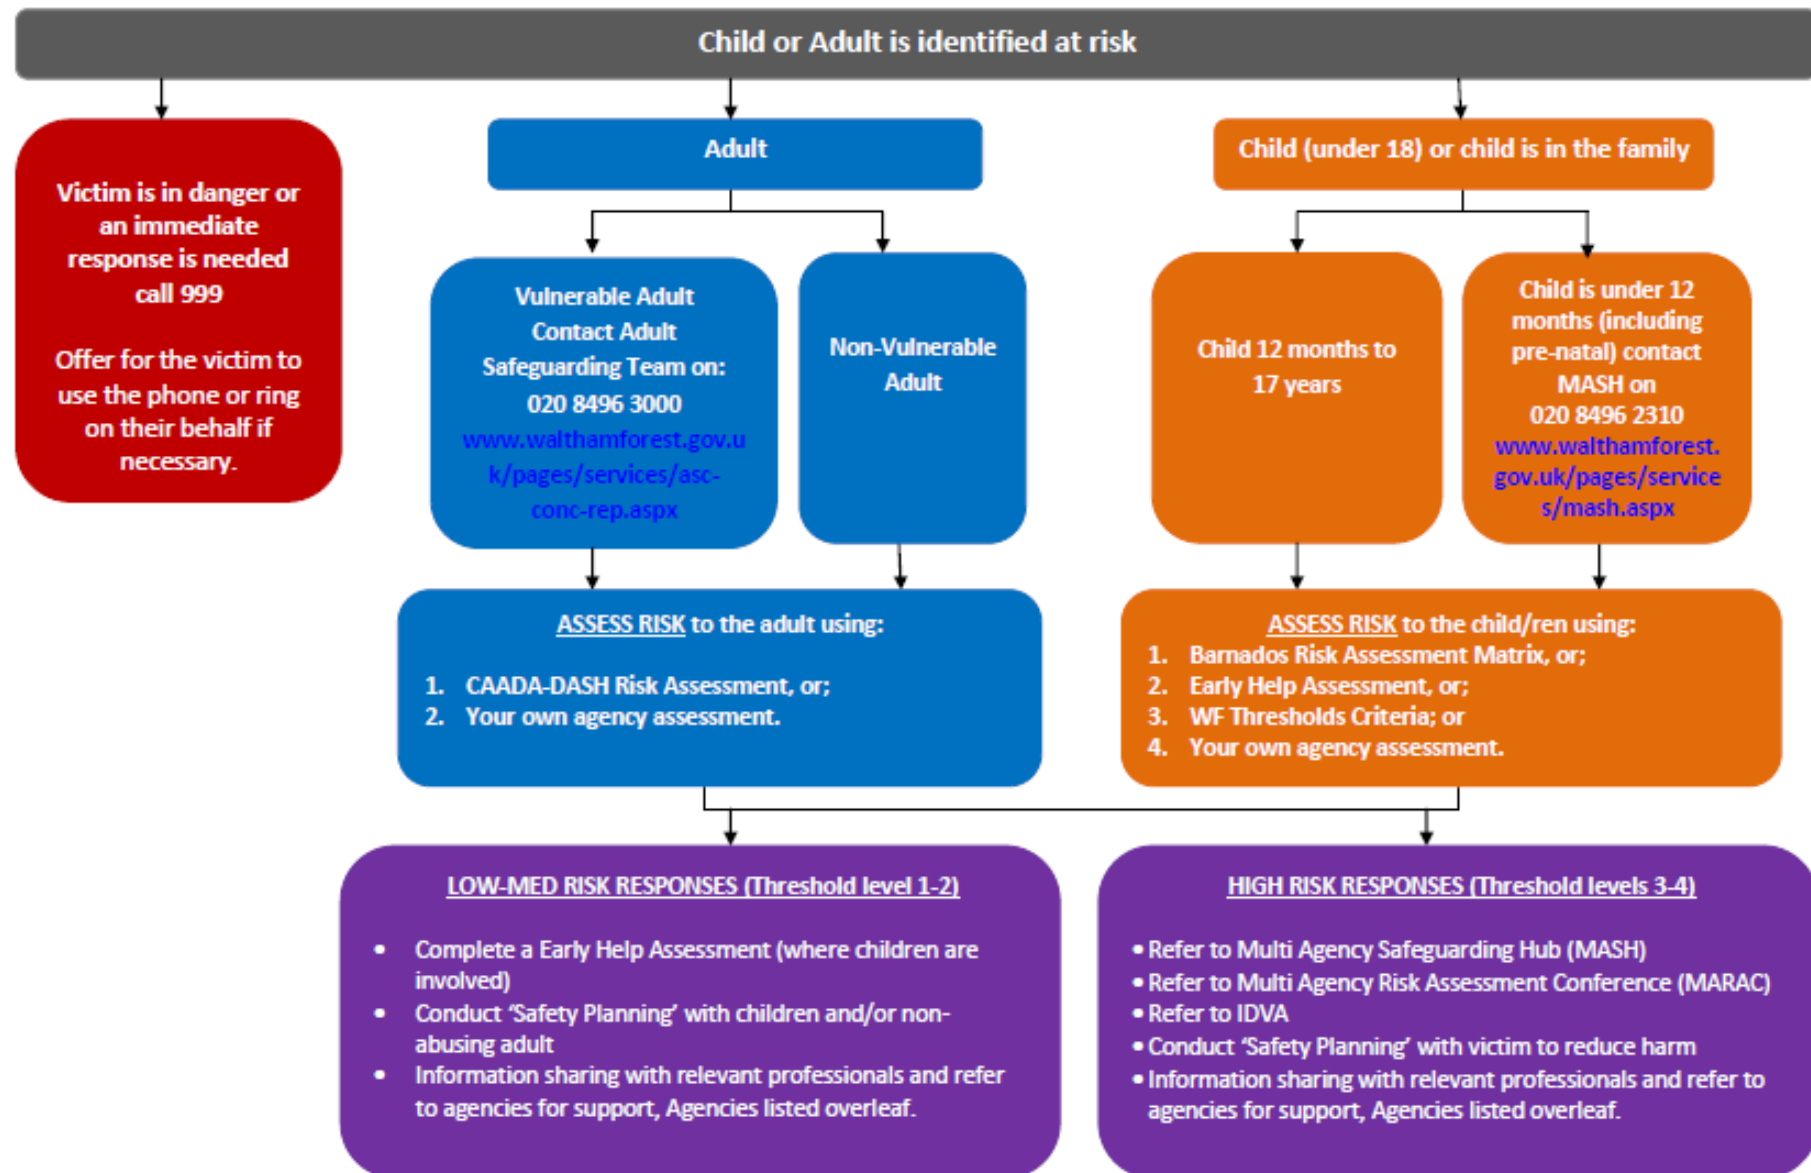 Child or Adult is identified at risk
Victim is in danger or
an immediate
response is needed
call 999
Offer for the victim to
use the phone or ring
on their behalf if
necessary.
Adult
Vulnerable Adult
Contact Adult
Safeguarding Team on:
020 8496 3000
www.walthamforest.gov.u
k/pages/services/asc-
conc-rep.aspx
Non-Vulnerable
Adult
Child (under 18) or child is in the family
Child 12 months to
17 years
Child is under 12
months (including
pre-natal) contact
MASH on
020 8496 2310
www.walthamforest.
gov.uk/pages/service
s/mash.aspx
ASSESS RISK to the adult using:
1. CAADA-DASH Risk Assessment, or;
2. Your own agency assessment.
ASSESS RISK to the child/ren using:
1. Barnados Risk Assessment Matrix, or;
2. Early Help Assessment, or;
3. WF Thresholds Criteria; or
4. Your own agency assessment.
LOW-MED RISK RESPONSES (Threshold level 1-2)
• Complete a Early Help Assessment (where children are
involved)
• Conduct ‘Safety Planning’ with children and/or non-
abusing adult
• Information sharing with relevant professionals and refer
to agencies for support, Agencies listed overleaf.
HIGH RISK RESPONSES (Threshold levels 3-4)
• Refer to Multi Agency Safeguarding Hub (MASH)
• Refer to Multi Agency Risk Assessment Conference (MARAC)
• Refer to IDVA
• Conduct ‘Safety Planning’ with victim to reduce harm
• Information sharing with relevant professionals and refer to
agencies for support, Agencies listed overleaf.